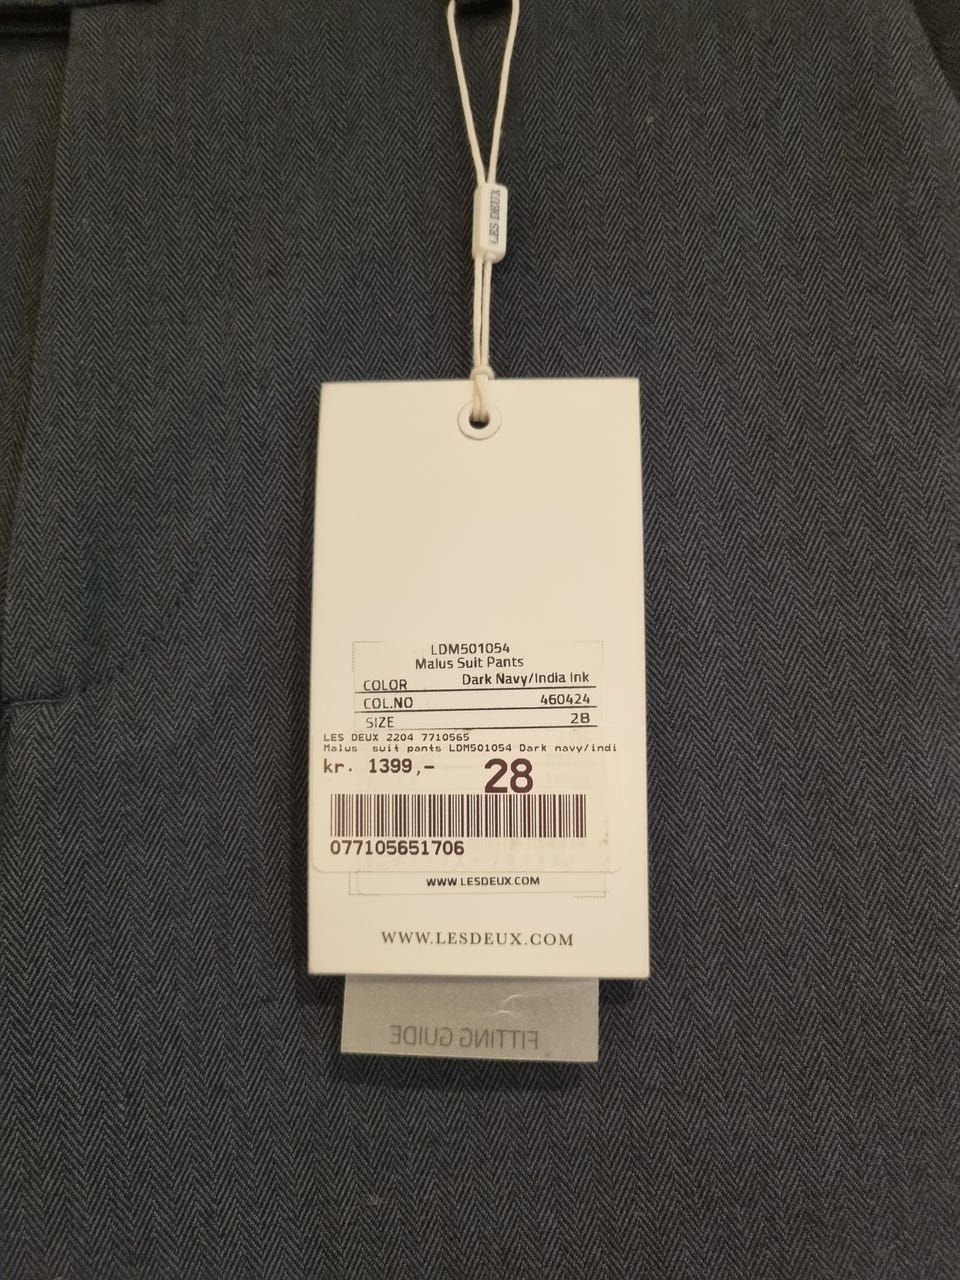 LES DEUX
LDM501054
Malus Suit Pants
COLOR Dark Navy/India Ink
COL.NO 460424
SIZE 28
LES DEUX 2204 7710565
Malus suit pants LDM501054 Dark navy/indi
kr. 1399,- 28
077105651706
WWW.LESDEUX.COM
WWW.LESDEUX.COM
FITTING GUIDE